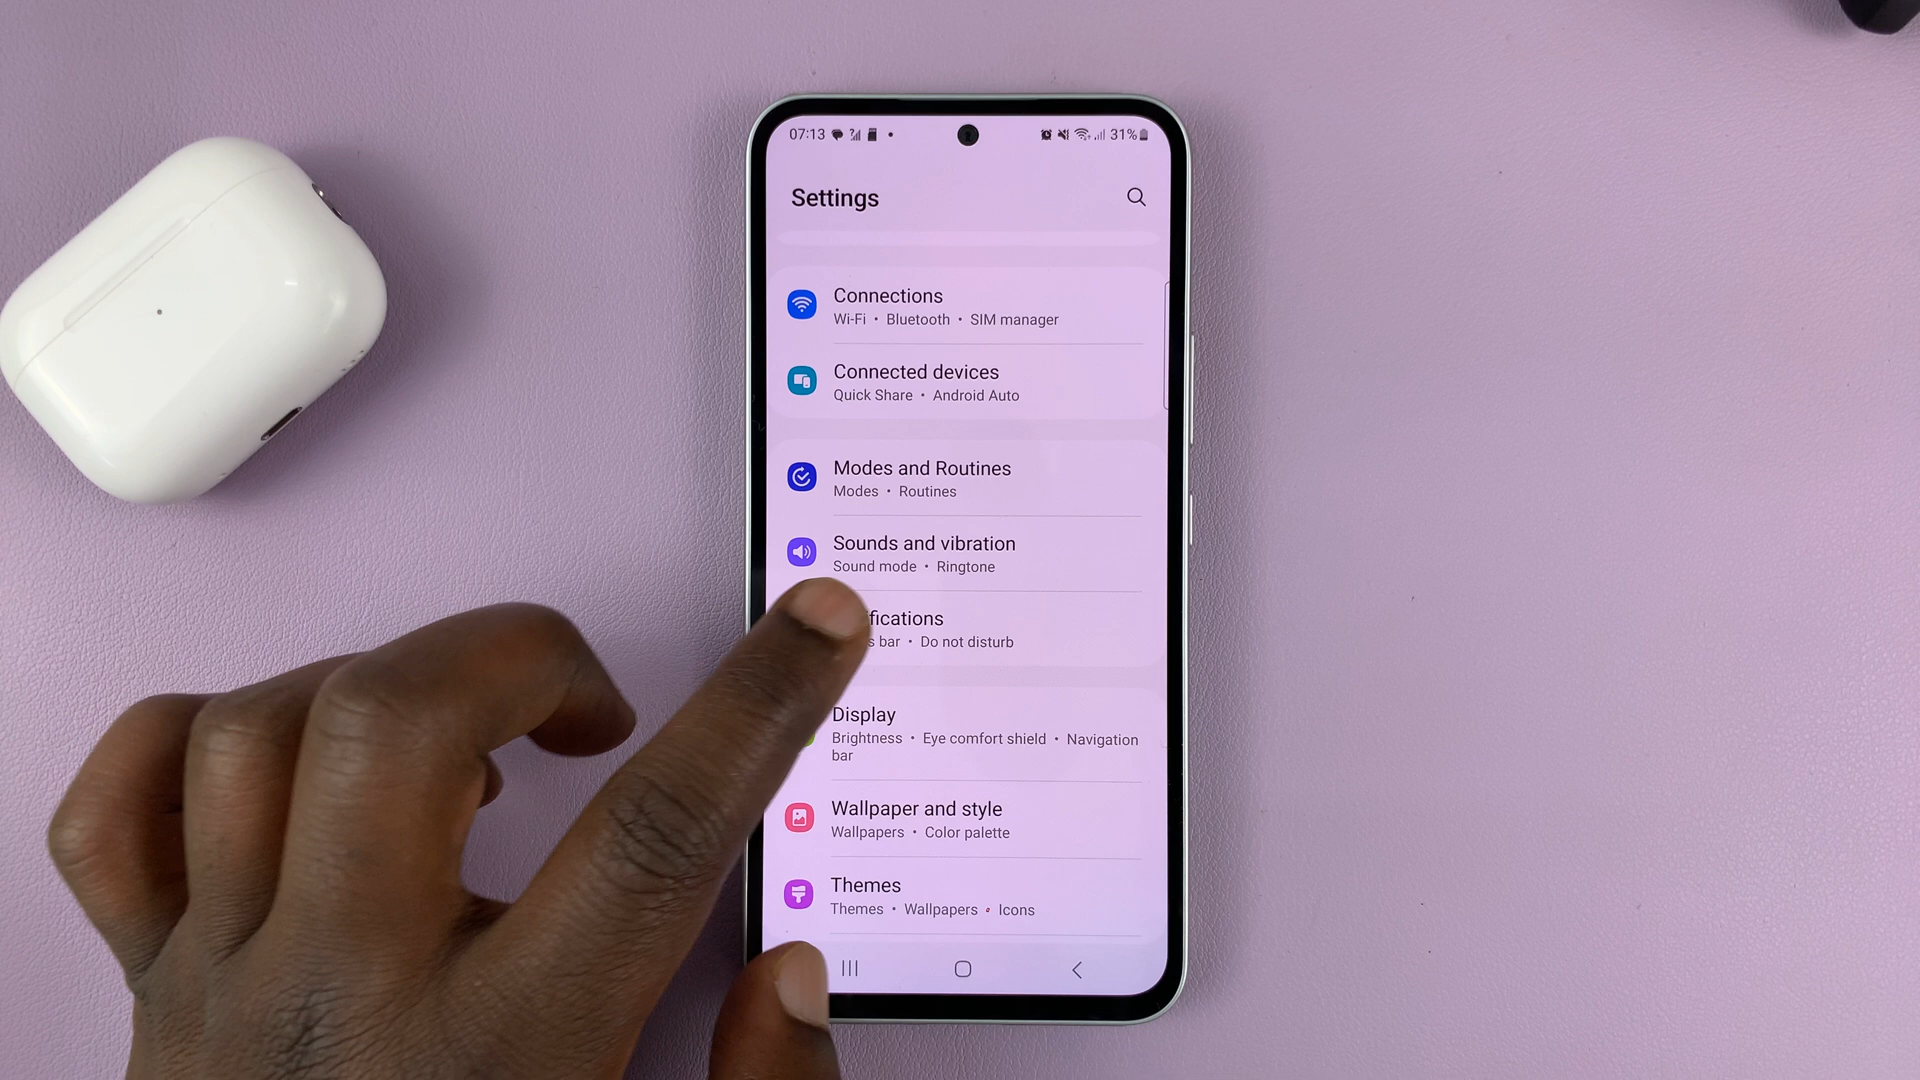 07:13 31%
Settings
Connections
Wi-Fi • Bluetooth • SIM manager
Connected devices
Quick Share • Android Auto
Modes and Routines
Modes • Routines
Sounds and vibration
Sound mode • Ringtone
fications
s bar • Do not disturb
Display
Brightness • Eye comfort shield • Navigation
bar
Wallpaper and style
Wallpapers • Color palette
Themes
Themes • Wallpapers • Icons